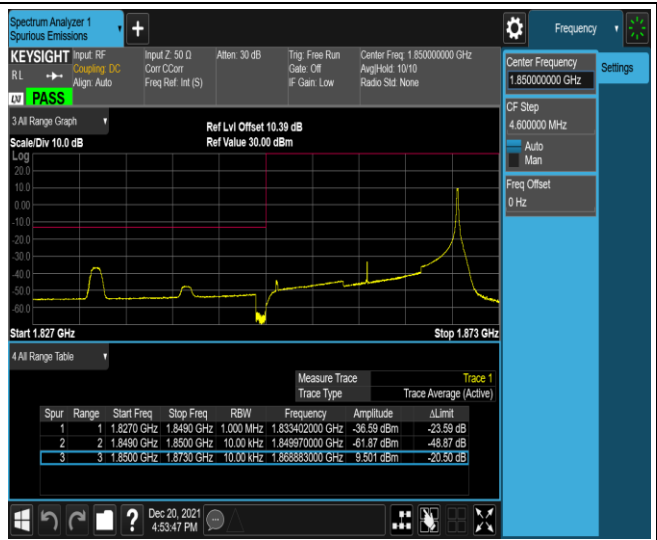 Spectrum Analyzer 1
Spurious Emissions
+
Frequency
KEYSIGHT
RL
LXI PASS
Input: RF
Coupling: DC
Align: Auto
Input Z: 50 Ω
Corr CCorr
Freq Ref: Int (S)
Atten: 30 dB
Trig: Free Run
Gate: Off
IF Gain: Low
Center Freq: 1.850000000 GHz
Avg|Hold: 10/10
Radio Std: None
Center Frequency
1.850000000 GHz
Settings
CF Step
4.600000 MHz
Auto
Man
Freq Offset
0 Hz
3 All Range Graph
Scale/Div 10.0 dB
Ref Lvl Offset 10.39 dB
Ref Value 30.00 dBm
Log
20.0
10.0
0.00
-10.0
-20.0
-30.0
-40.0
-50.0
-60.0
Start 1.827 GHz
Stop 1.873 GHz
4 All Range Table
Measure Trace Trace 1
Trace Type Trace Average (Active)
Spur Range Start Freq Stop Freq RBW Frequency Amplitude ΔLimit
1 1 1.8270 GHz 1.8490 GHz 1.000 MHz 1.833402000 GHz -36.59 dBm -23.59 dB
2 2 1.8490 GHz 1.8500 GHz 10.00 kHz 1.849970000 GHz -61.87 dBm -48.87 dB
3 3 1.8500 GHz 1.8730 GHz 10.00 kHz 1.868883000 GHz 9.501 dBm -20.50 dB
?
Dec 20, 2021
4:53:47 PM